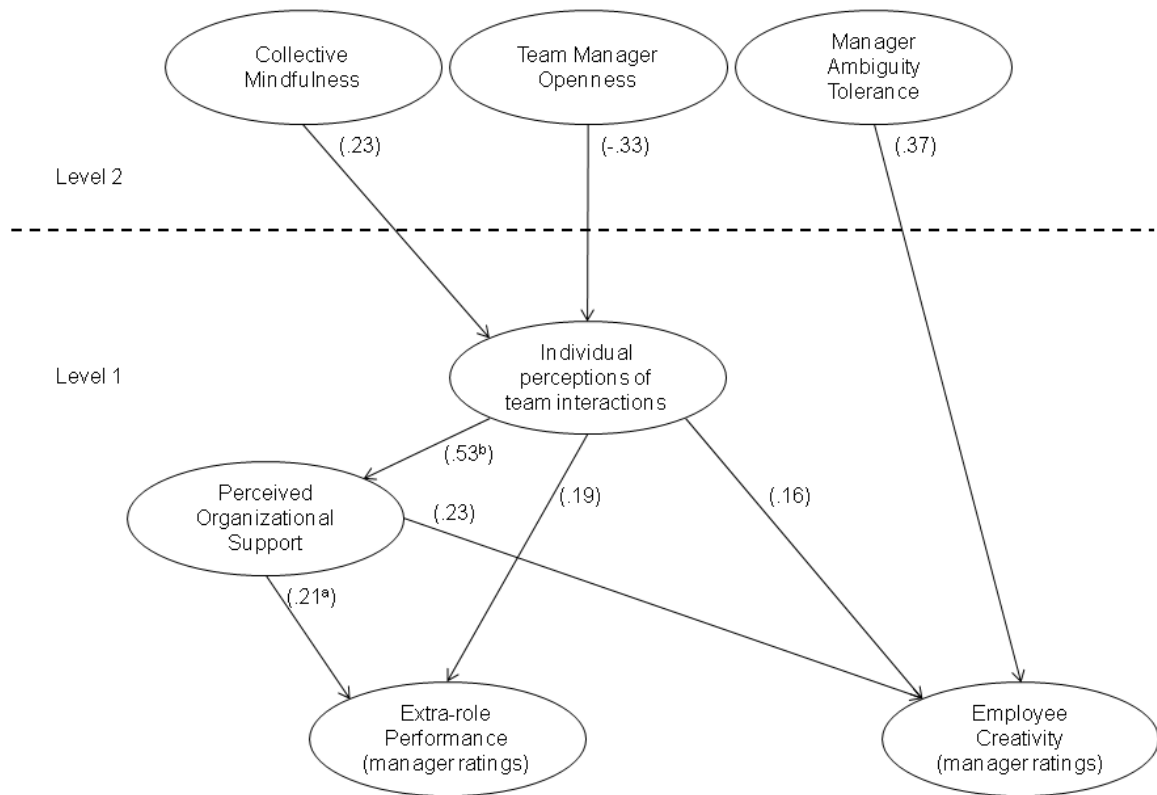 Collective
Mindfulness
Team Manager
Openness
Manager
Ambiguity
Tolerance
(.23)
(-.33)
(.37)
Level 2
Level 1
Individual
perceptions of
team interactions
(.53ᵇ)
(.19)
(.16)
Perceived
Organizational
Support
(.23)
(.21ᵃ)
Extra-role
Performance
(manager ratings)
Employee
Creativity
(manager ratings)